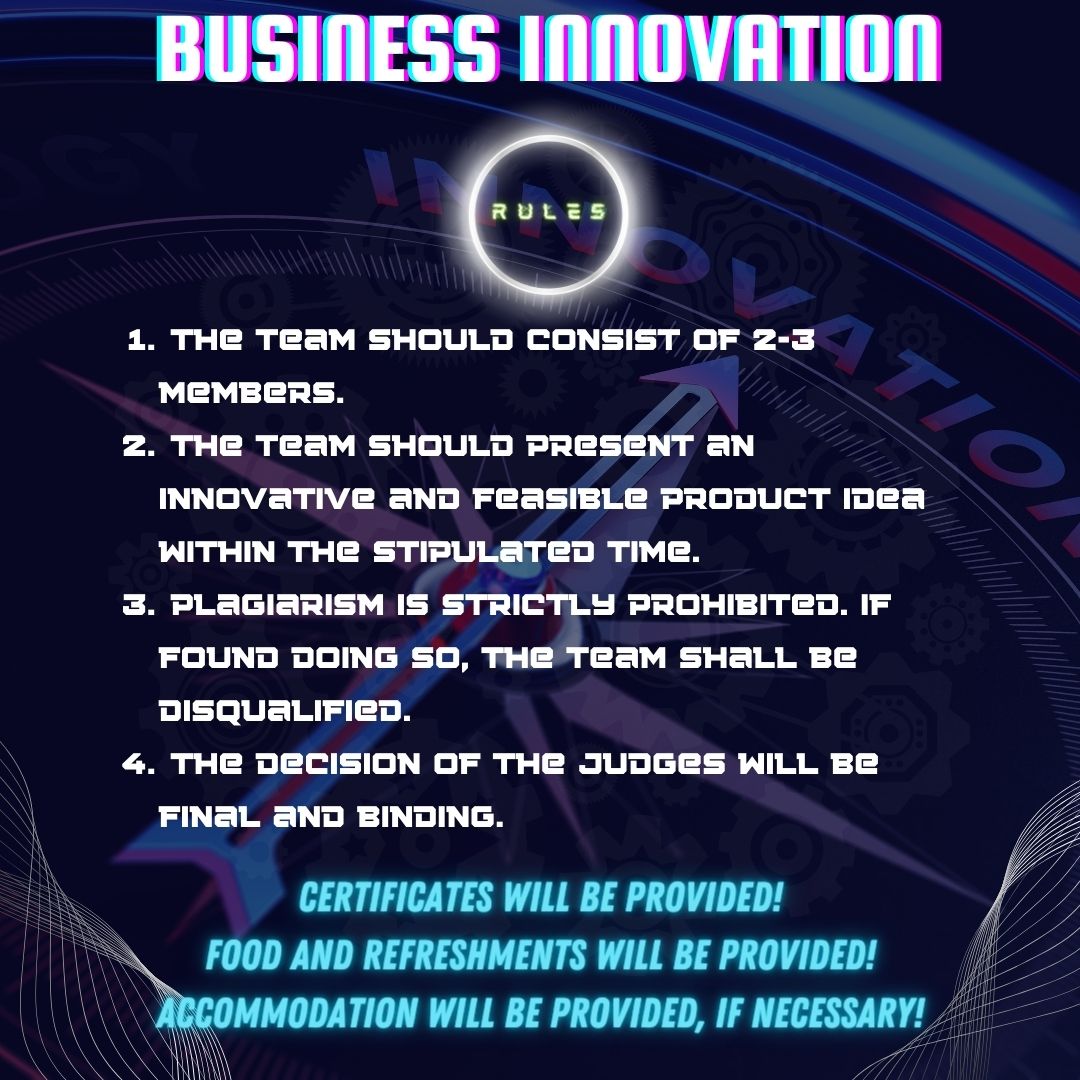 BUSINESS INNOVATION
OGY
INNOVATION
RULES
1. THE TEAM SHOULD CONSIST OF 2-3
MEMBERS.
2. THE TEAM SHOULD PRESENT AN
INNOVATIVE AND FEASIBLE PRODUCT IDEA
WITHIN THE STIPULATED TIME.
3. PLAGIARISM IS STRICTLY PROHIBITED. IF
FOUND DOING SO, THE TEAM SHALL BE
DISQUALIFIED.
4. THE DECISION OF THE JUDGES WILL BE
FINAL AND BINDING.
CERTIFICATES WILL BE PROVIDED!
FOOD AND REFRESHMENTS WILL BE PROVIDED!
ACCOMMODATION WILL BE PROVIDED, IF NECESSARY!